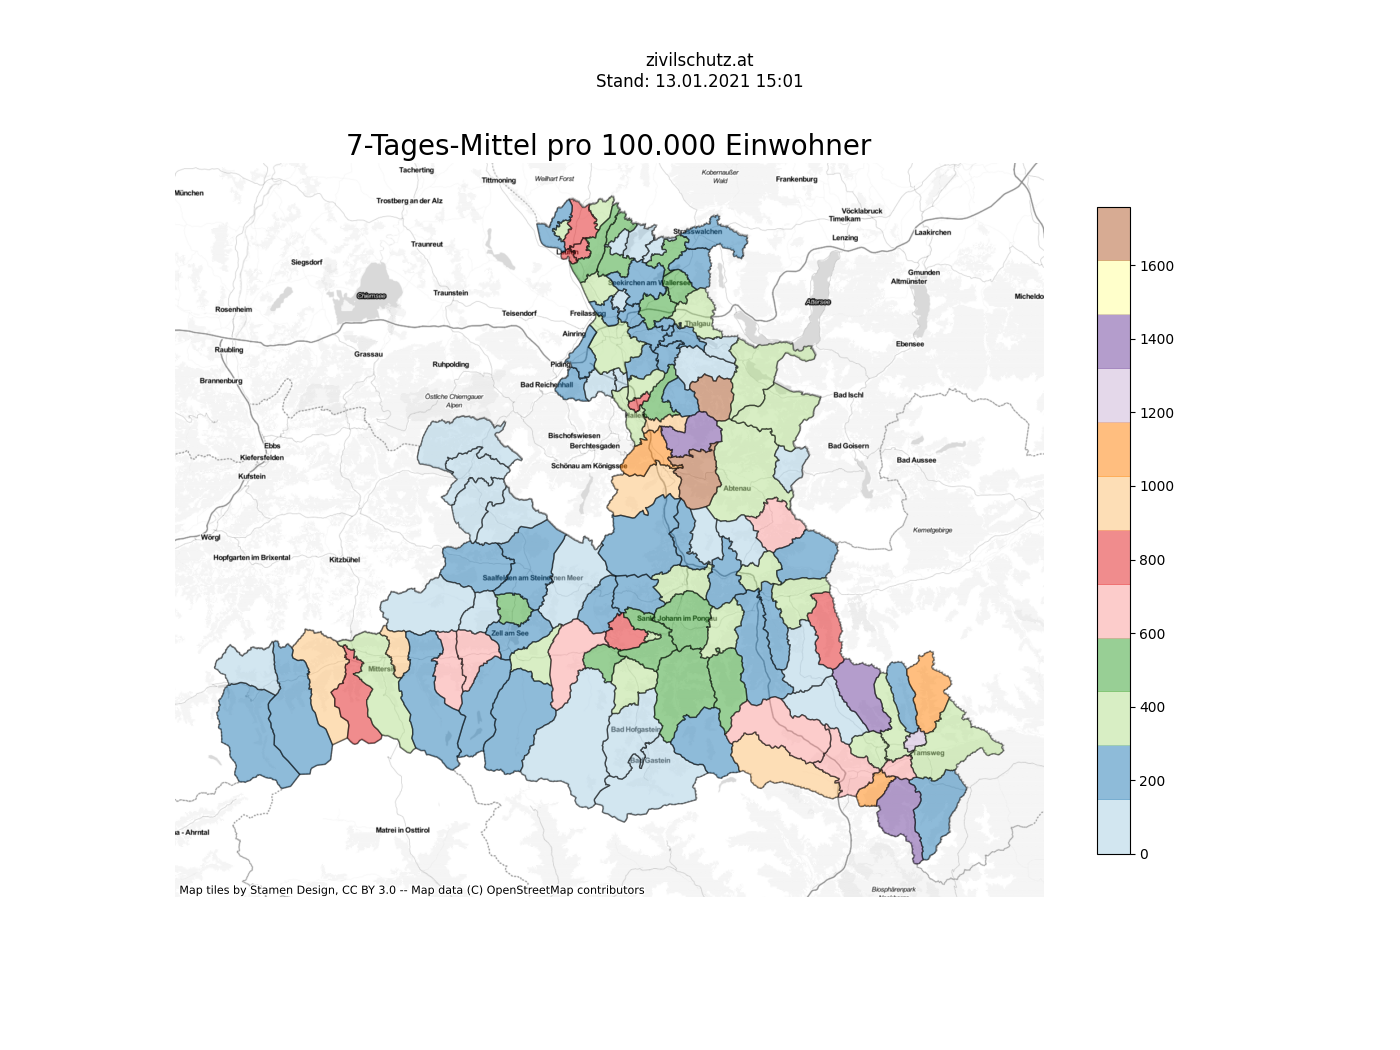 zivilschutz.at
Stand: 13.01.2021 15:01
7-Tages-Mittel pro 100.000 Einwohner
Tacherting
Tittmoning
Weilhart Forst
Kobernaußer
Wald
Frankenburg
München
Trostberg an der Alz
Vöcklabruck
Timelkam
Laakirchen
Strasswalchen
Lenzing
Traunreut
Siegsdorf
Gmunden
Altmünster
Seekirchen am Wallersee
Chiemsee
Traunstein
Micheldo
Attersee
Rosenheim
Teisendorf
Freilassing
Thalgau
Ainring
Ebensee
Raubling
Grassau
Ruhpolding
Piding
Brannenburg
Bad Reichenhall
Bad Ischl
Östliche Chiemgauer
Alpen
Hallein
Bischofswiesen
Berchtesgaden
Bad Goisern
Ebbs
Kiefersfelden
Bad Aussee
Schönau am Königssee
Kufstein
Abtenau
Kemetgebirge
Wörgl
Hopfgarten im Brixental
Kitzbühel
Saalfelden am Steinernen Meer
Sankt Johann im Pongau
Zell am See
Mittersill
Bad Hofgastein
Tamsweg
Bad Gastein
Matrei in Osttirol
a - Ahrntal
Biosphärenpark
Map tiles by Stamen Design, CC BY 3.0 -- Map data (C) OpenStreetMap contributors
1600
1400
1200
1000
800
600
400
200
0